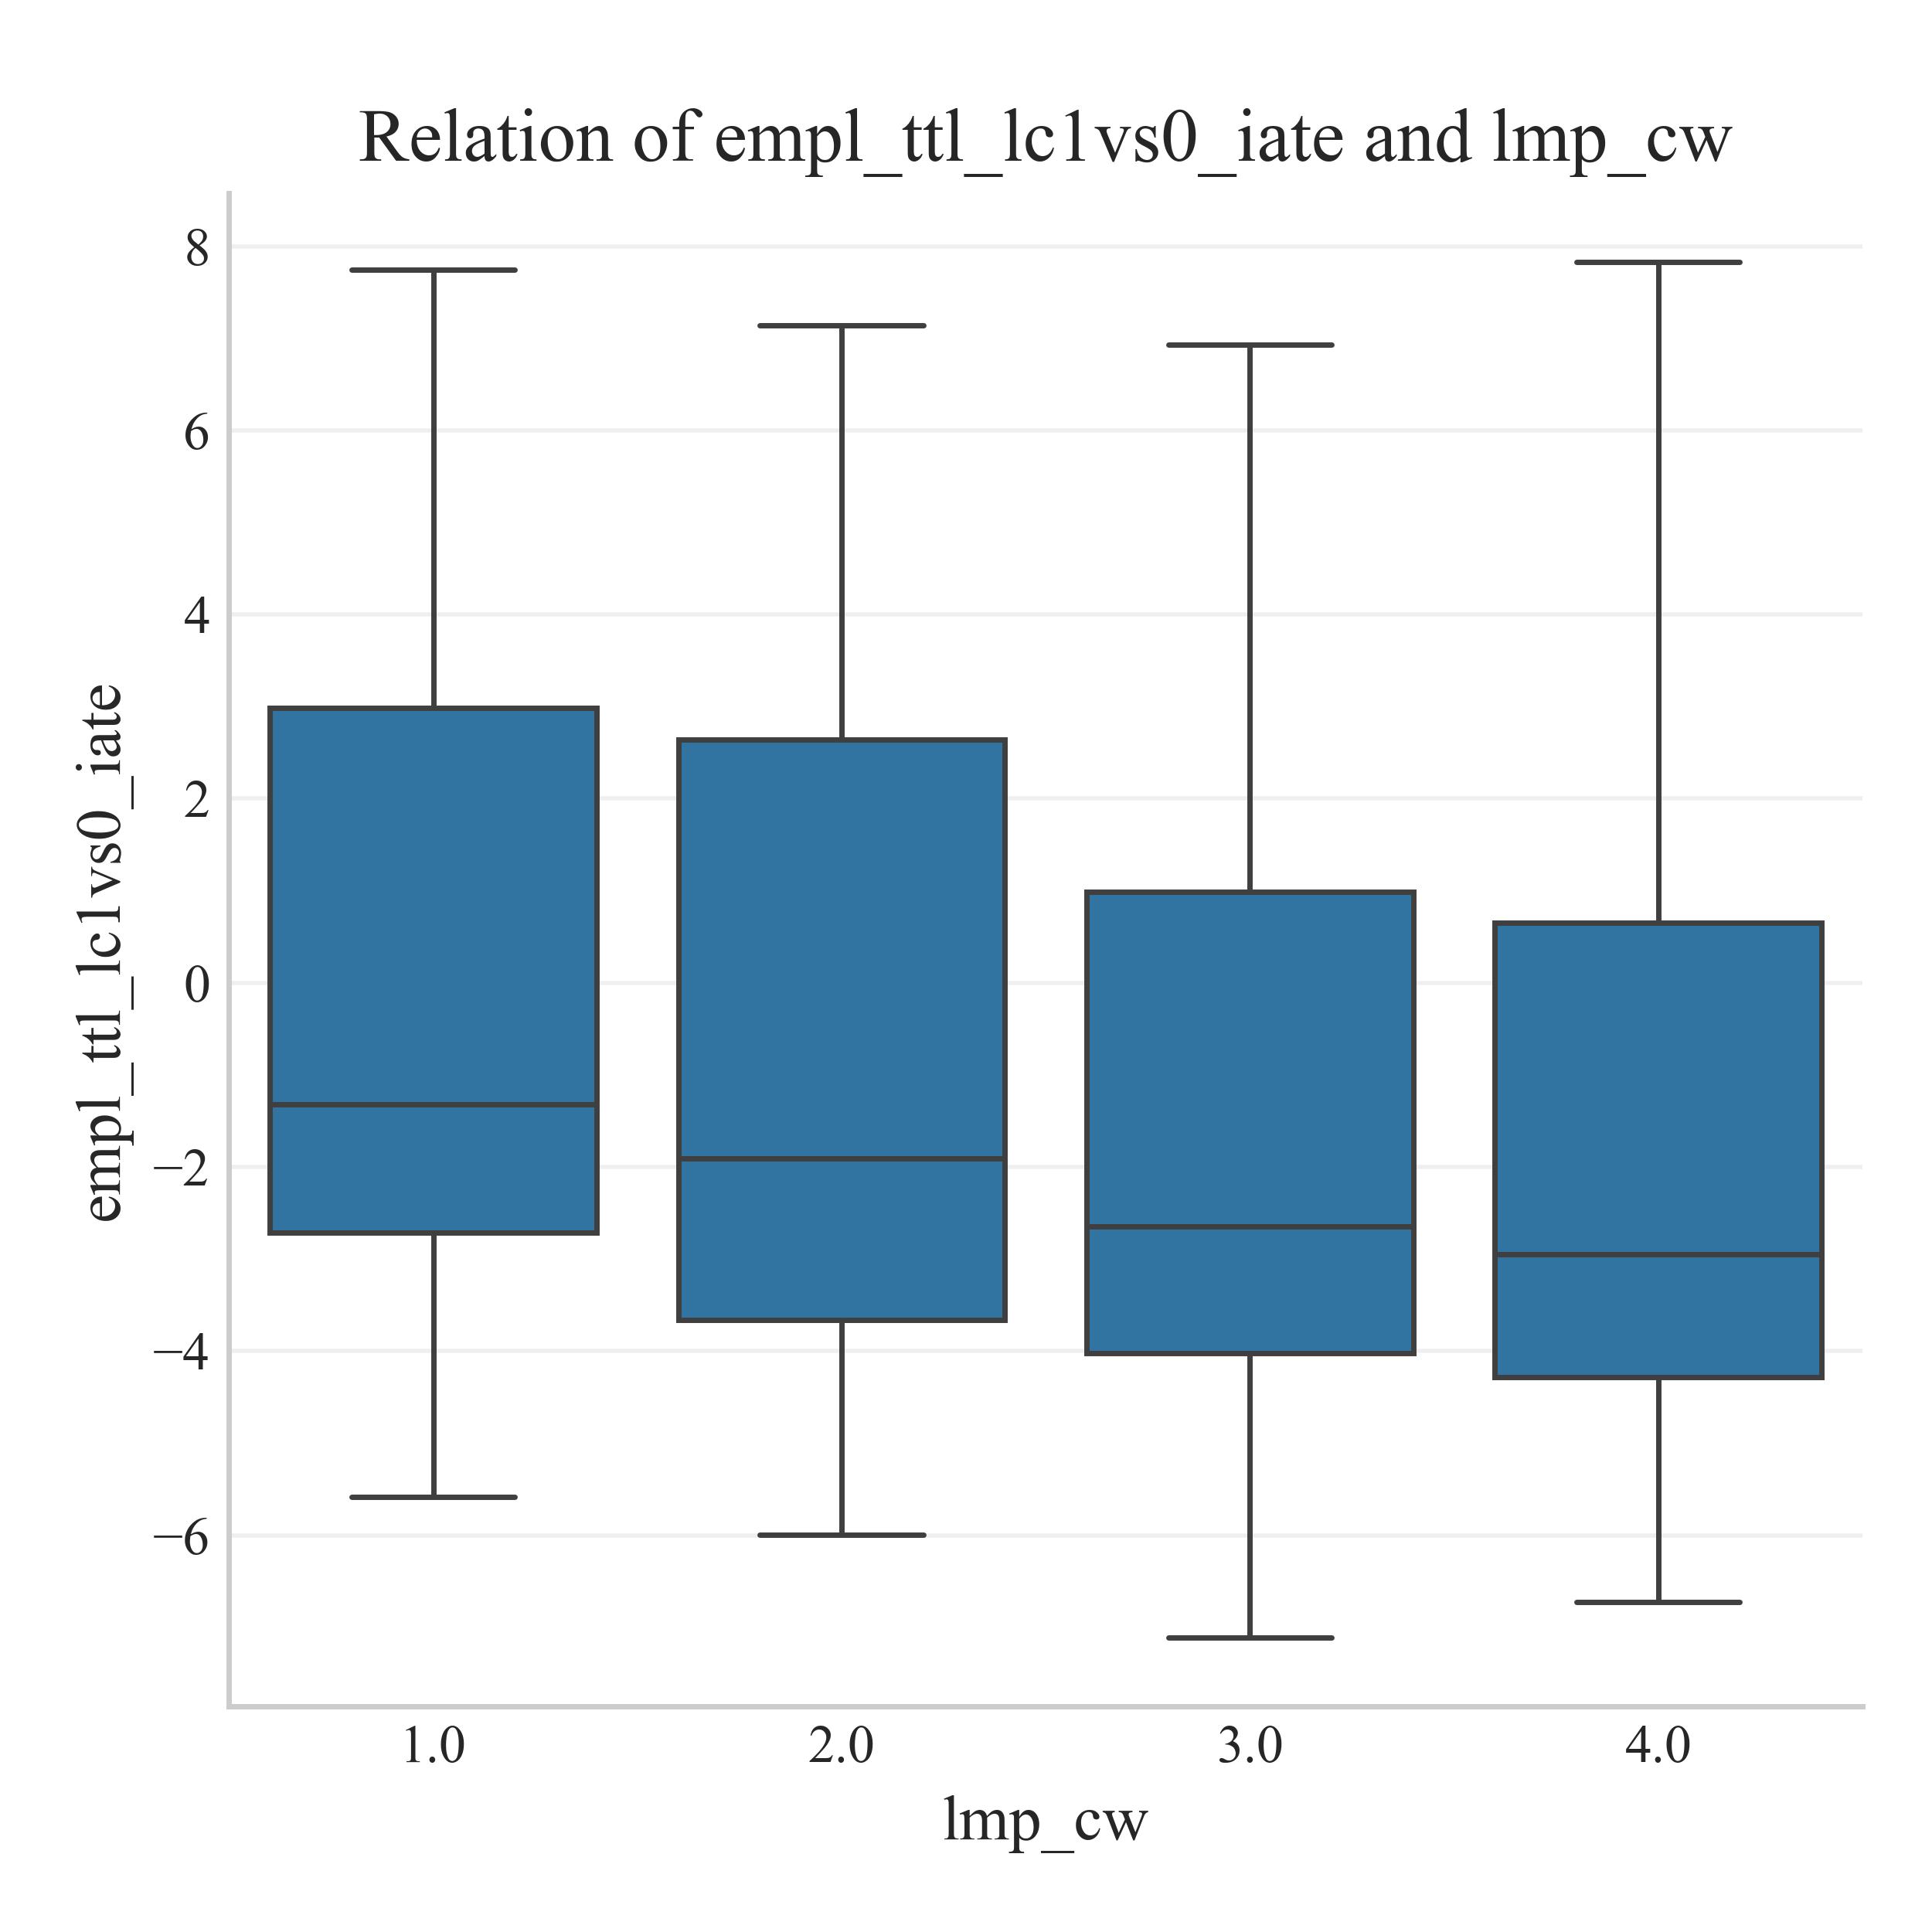 Relation of empl_ttl_lc1vs0_iate and lmp_cw
empl_ttl_lc1vs0_iate
8
6
4
2
0
−2
−4
−6
1.0 2.0 3.0 4.0
lmp_cw